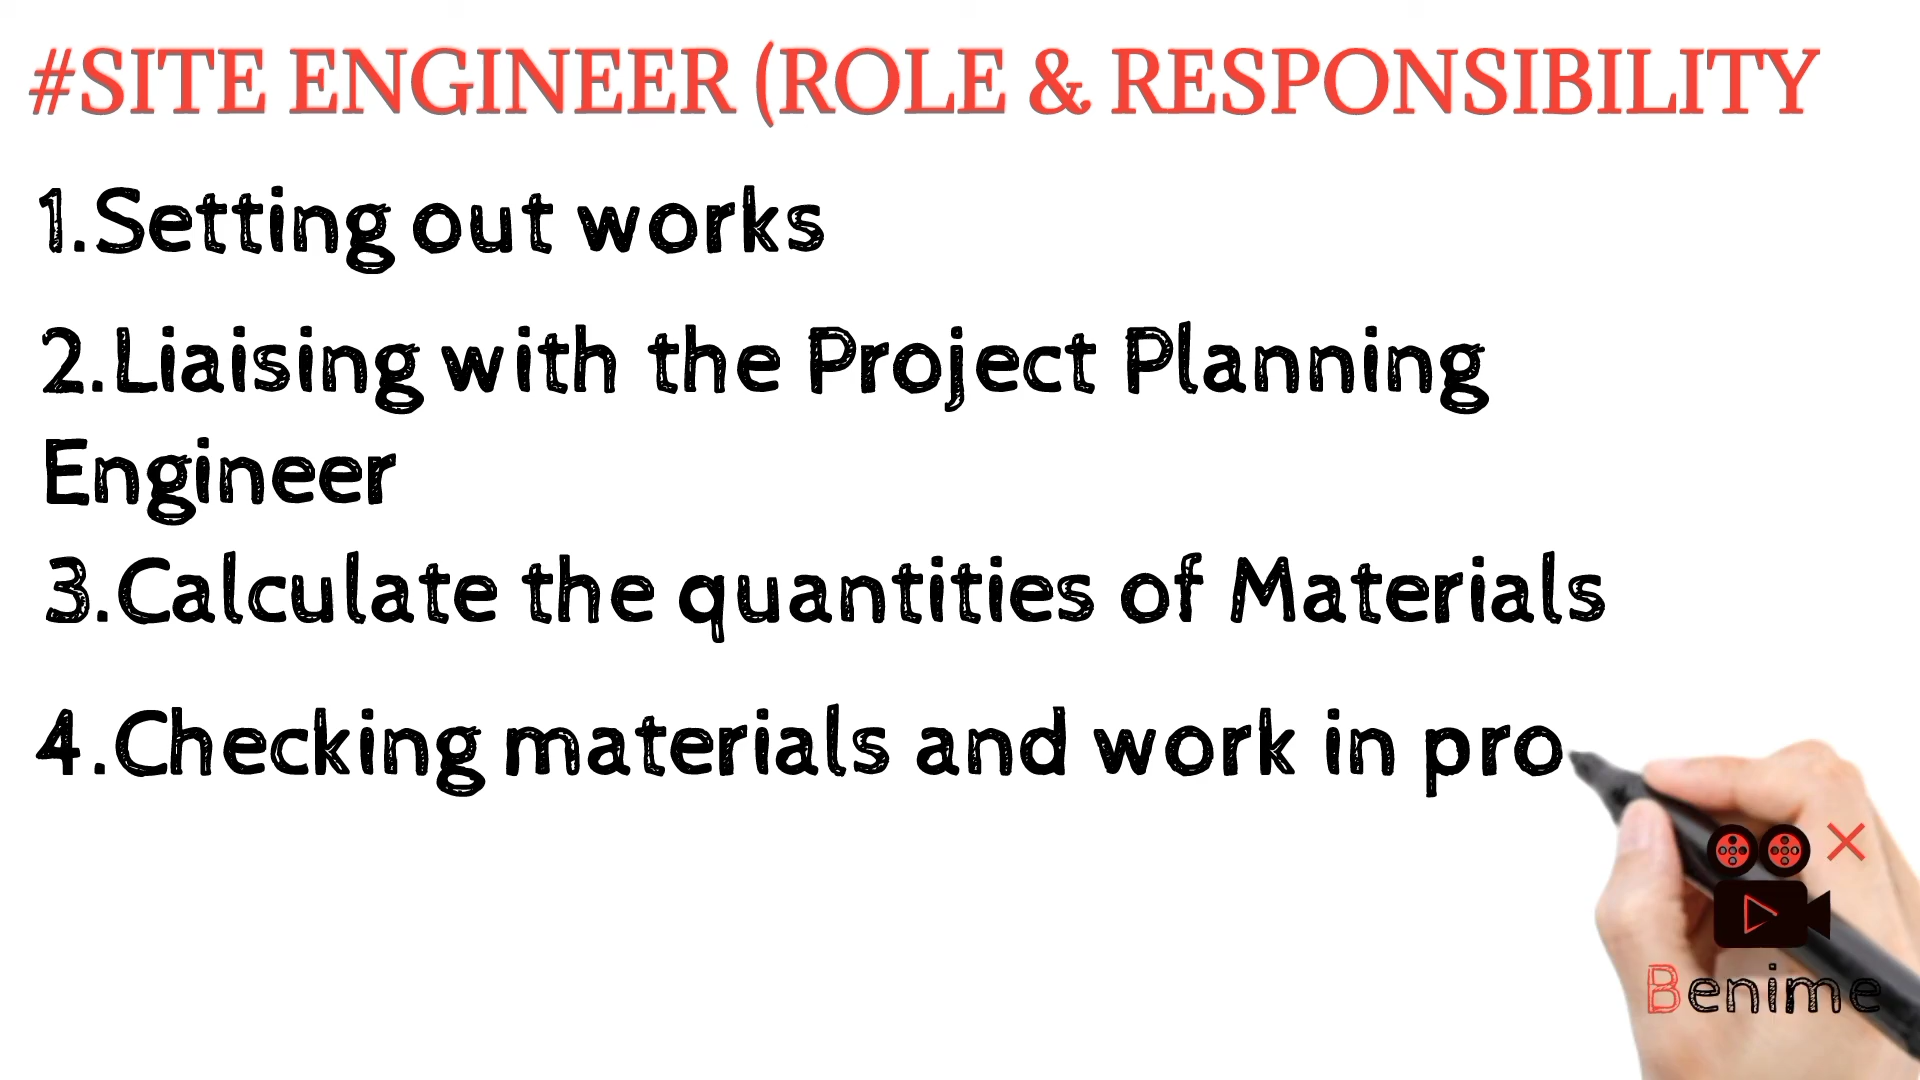 #SITE ENGINEER (ROLE & RESPONSIBILITY
1.Setting out works
2.Liaising with the Project Planning
Engineer
3.Calculate the quantities of Materials
4.Checking materials and work in pro
Benime